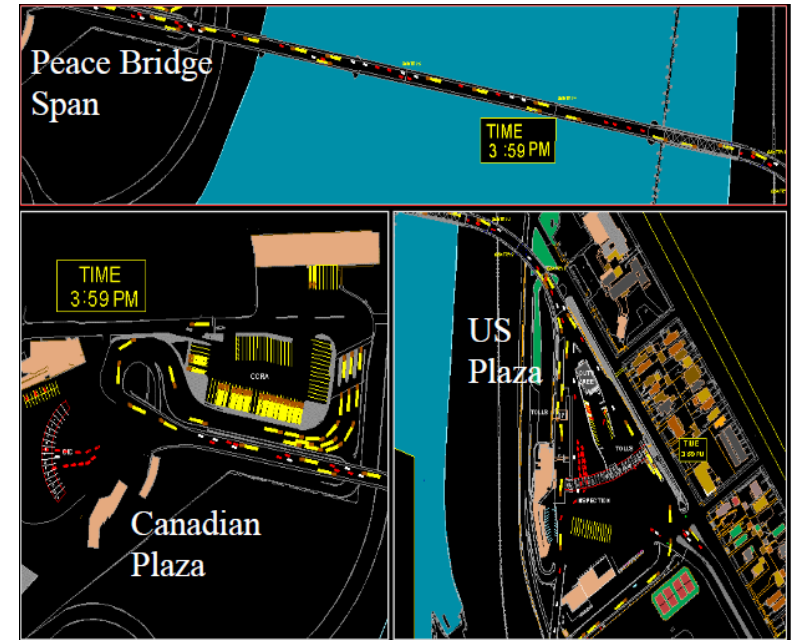 Peace Bridge
Span
TIME
3:59 PM
TIME
3:59 PM
CCRA
Canadian
Plaza
US
Plaza
TOLLS
TOLLS
TIME
3:59 PM
INSPECTION